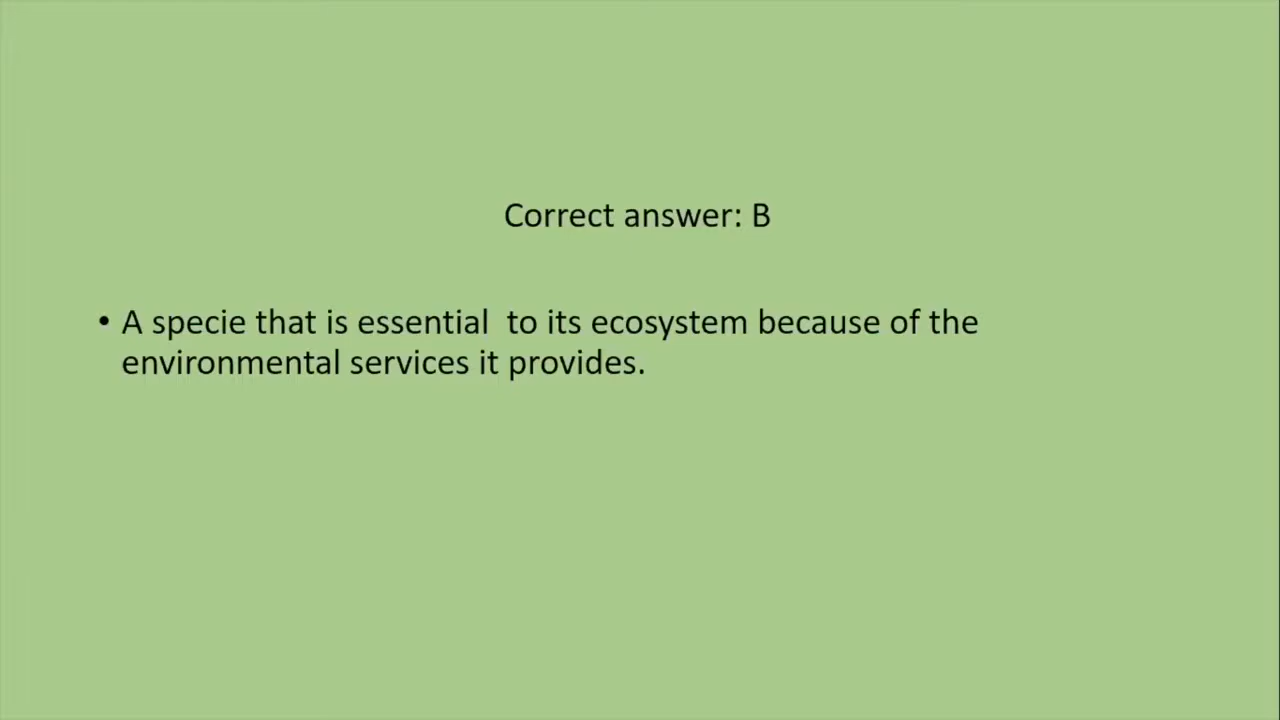 Correct answer: B
• A specie that is essential  to its ecosystem because of the
environmental services it provides.